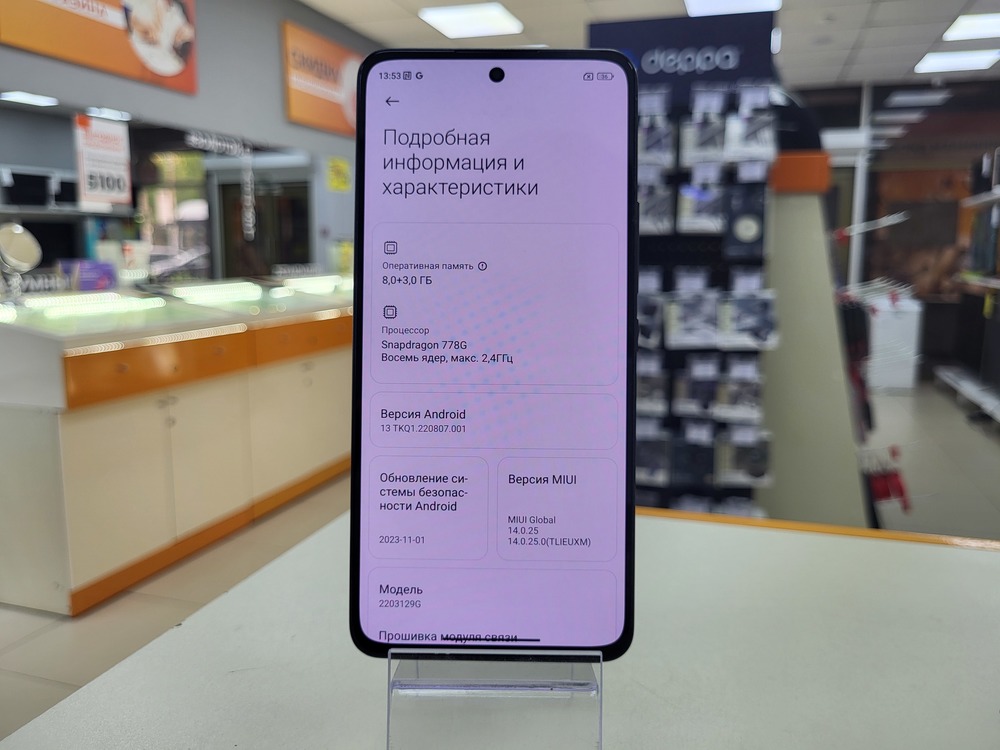 deppa
$100
13:53
36
Подробная
информация и
характеристики
Оперативная память
8,0+3,0 ГБ
Процессор
Snapdragon 778G
Восемь ядер, макс. 2,4ГГц
Версия Android
13 TKQ1.220807.001
Обновление си-
стемы безопас-
ности Android
2023-11-01
Версия MIUI
MIUI Global
14.0.25
14.0.25.0(TLIEUXM)
Модель
2203129G
Прошивка модуля связи